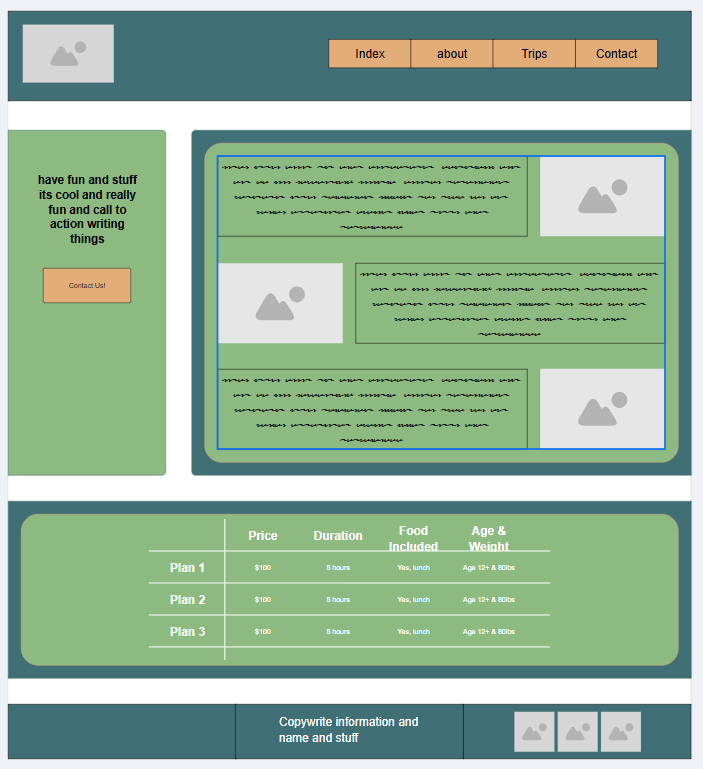 Index about Trips Contact
have fun and stuff
its cool and really
fun and call to
action writing
things
Contact Us!
Price Duration Food Included Age & Weight
Plan 1 $100 5 hours Yes, lunch Age 12+ & 60lbs
Plan 2 $100 5 hours Yes, lunch Age 12+ & 60lbs
Plan 3 $100 5 hours Yes, lunch Age 12+ & 60lbs
Copywrite information and
name and stuff